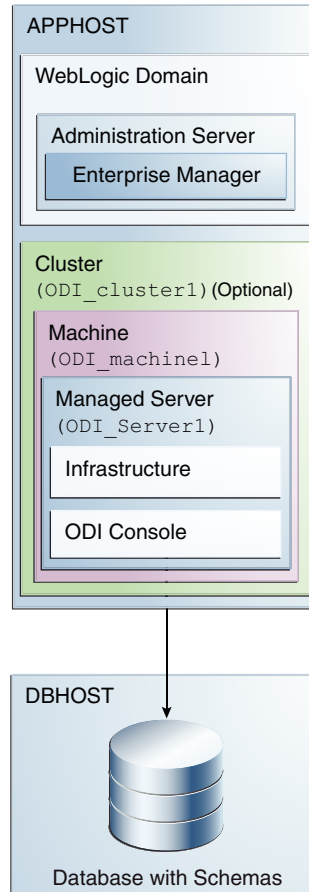 APPHOST
WebLogic Domain
Administration Server
Enterprise Manager
Cluster
(ODI_cluster1) (Optional)
Machine
(ODI_machinel)
Managed Server
(ODI_Server1)
Infrastructure
ODI Console
DBHOST
Database with Schemas